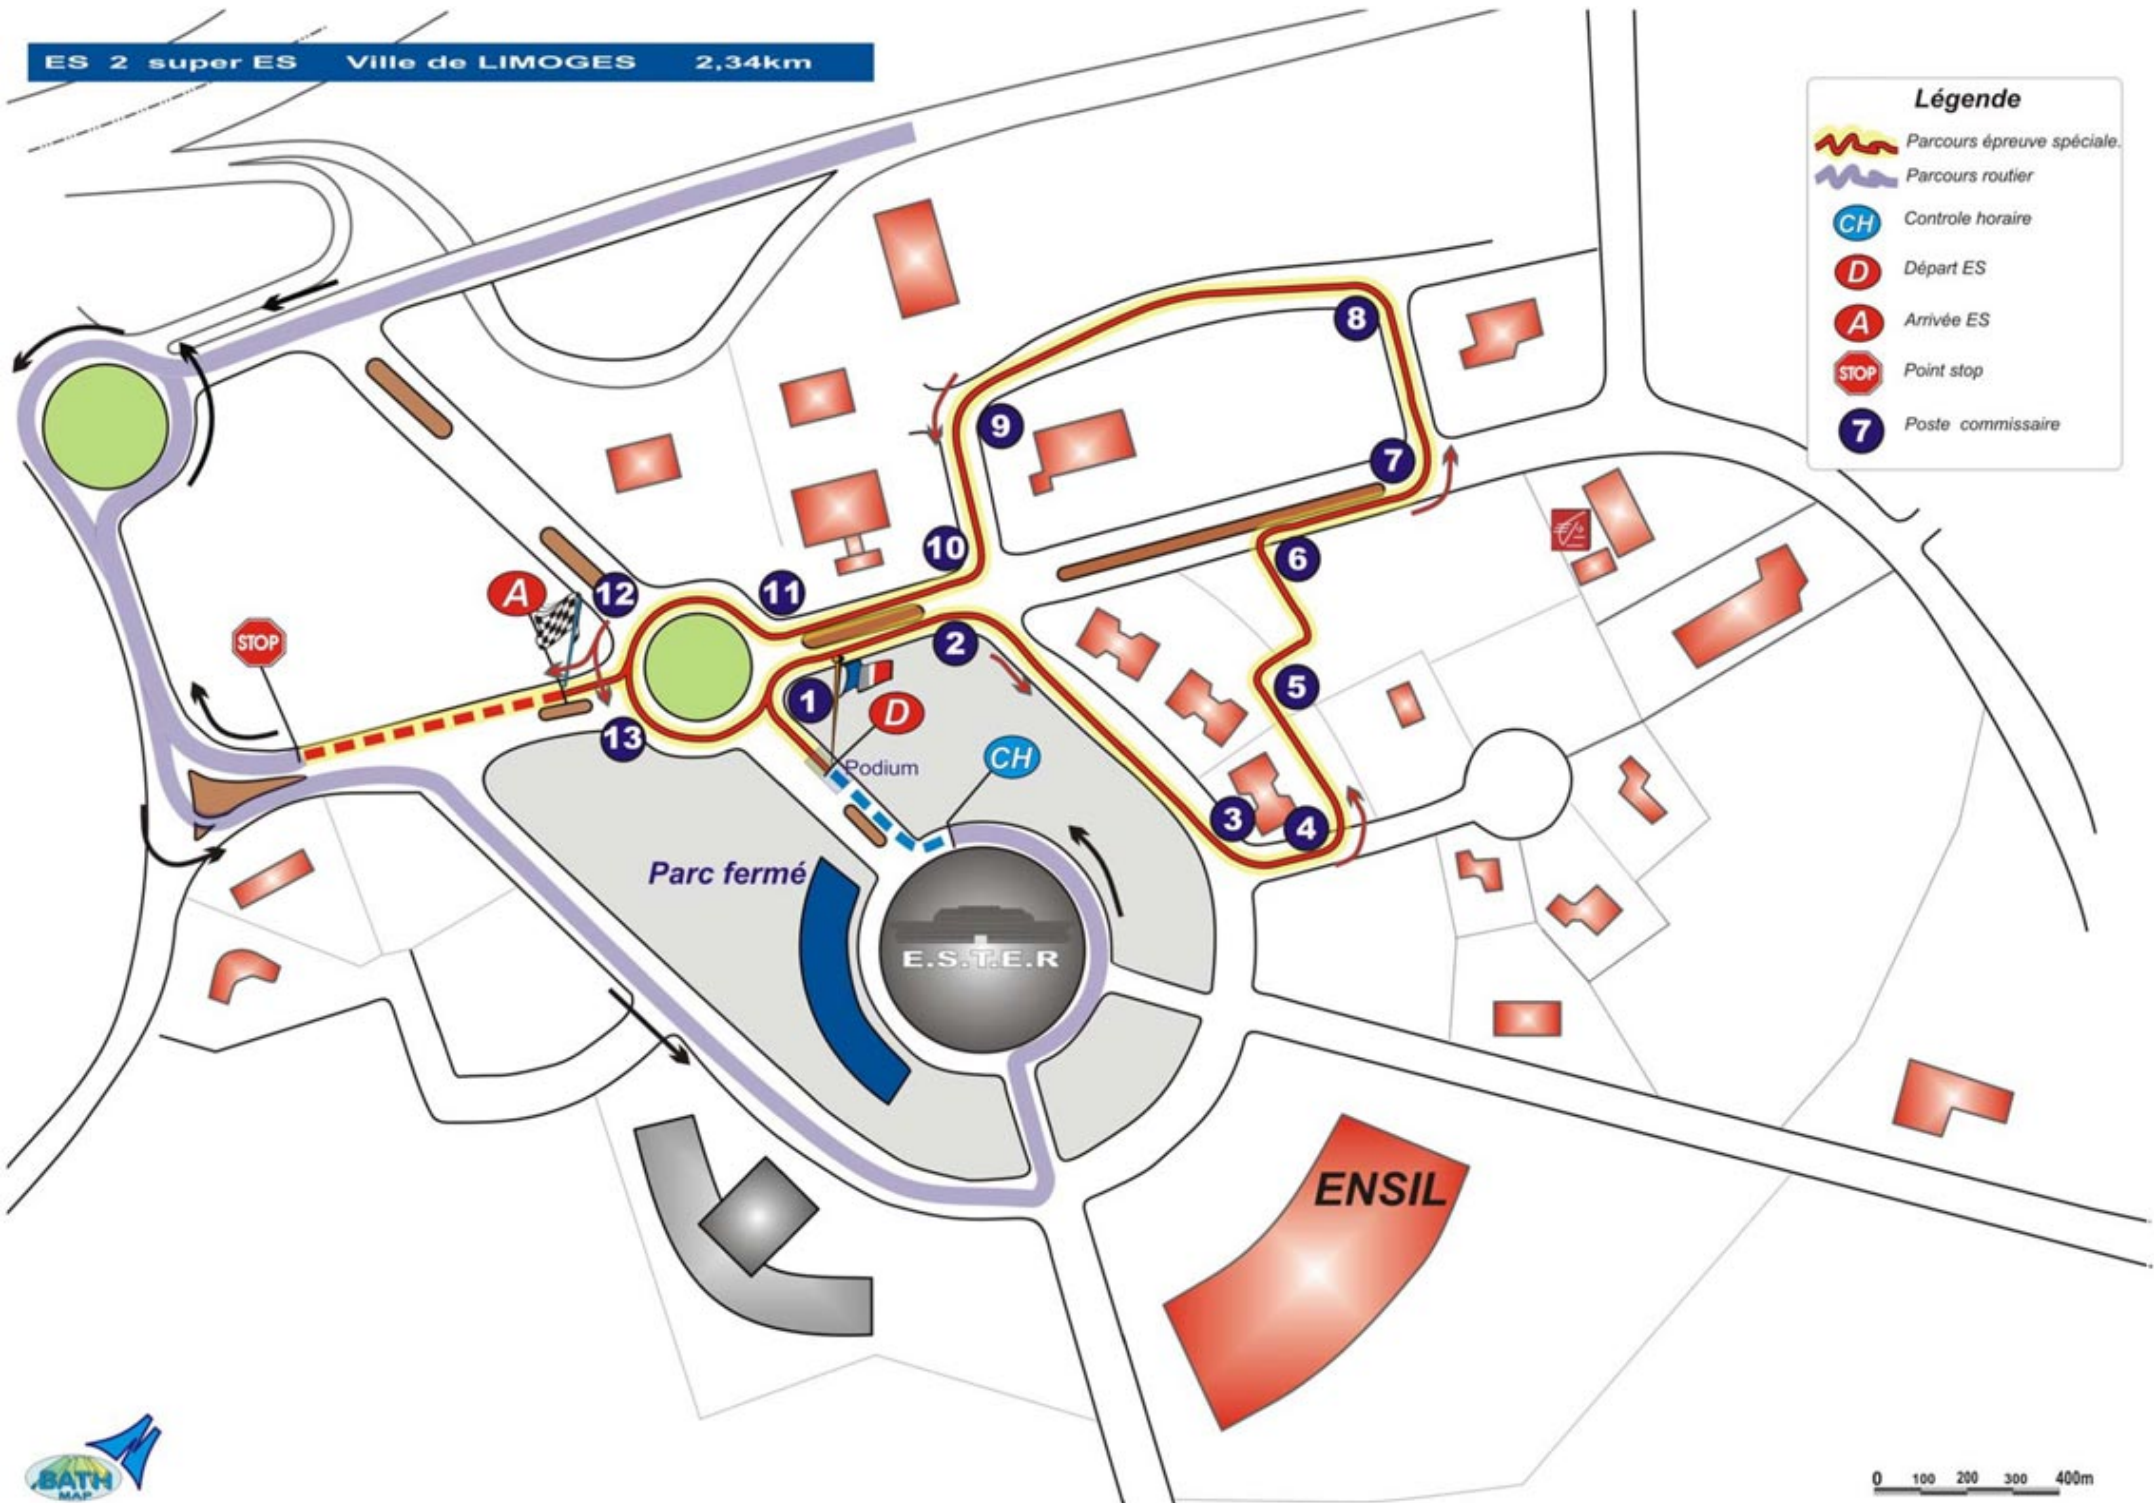 ES 2 super ES Ville de LIMOGES 2,34km
Légende
Parcours épreuve spéciale.
Parcours routier
CH Controle horaire
D Départ ES
A Arrivée ES
STOP Point stop
7 Poste commissaire
8
9
7
10
6
A
12
11
STOP
2
5
1
D
13
CH
Podium
3
4
Parc fermé
E.S.T.E.R
ENSIL
BATH
MAP
0 100 200 300 400m